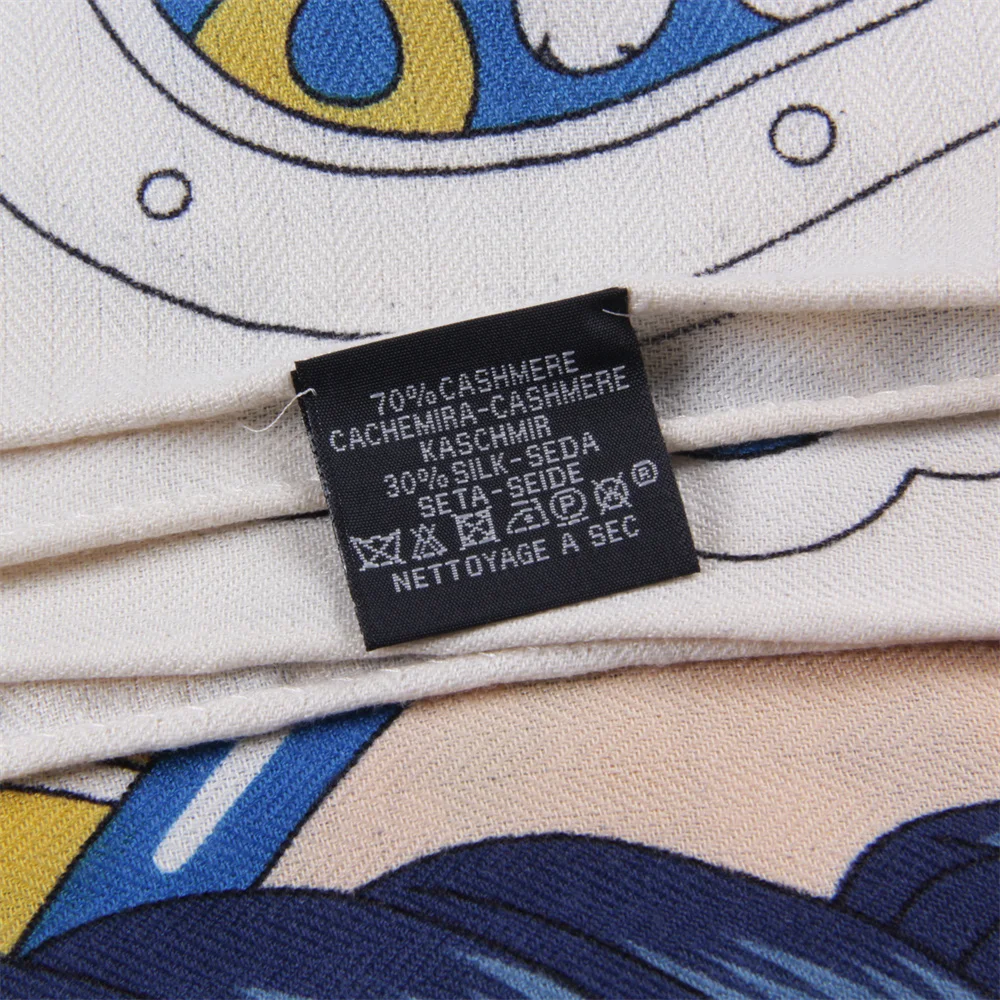 70%CASHMERE
CACHEMIRA-CASHMERE
KASCHMIR
30%SILK-SEDA
SETA-SEIDE
P P
NETTOYAGE A SEC